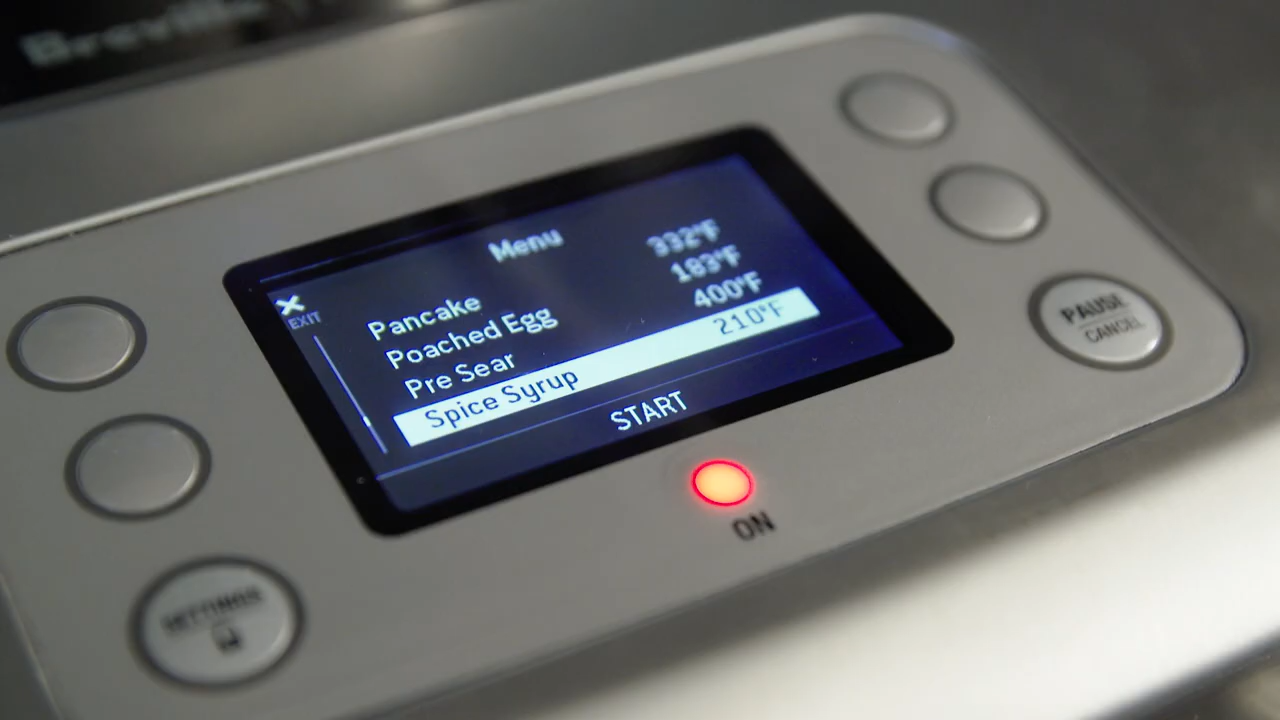 Breville
Menu
EXIT
Pancake 332°F
Poached Egg 183°F
Pre Sear 400°F
Spice Syrup 210°F
START
ON
PAUSE
CANCEL
SETTINGS